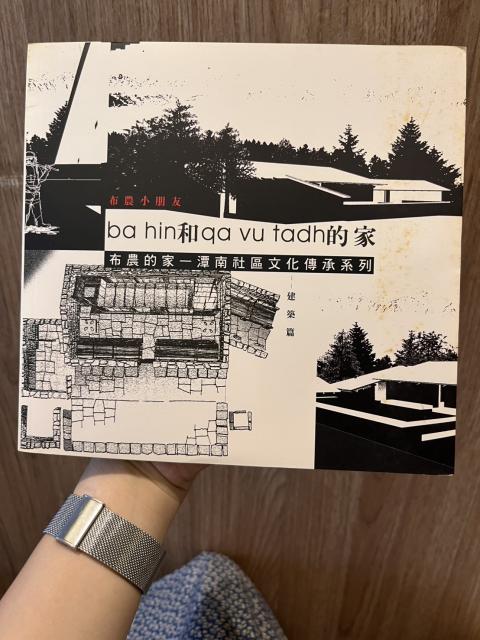 布農小朋友
ba hin和qa vu tadh的家
布農的家－潭南社區文化傳承系列
－建築篇